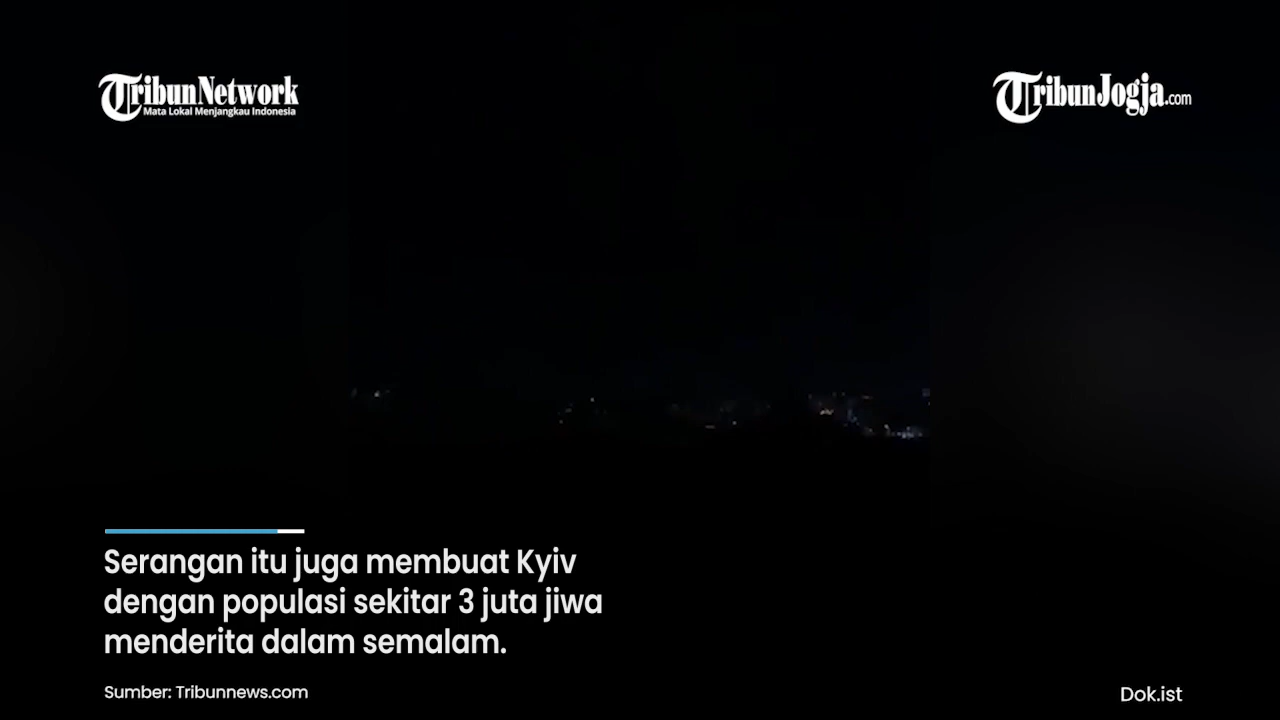 TribunNetwork
Mata Lokal Menjangkau Indonesia
TribunJogja.com
Serangan itu juga membuat Kyiv
dengan populasi sekitar 3 juta jiwa
menderita dalam semalam.
Sumber: Tribunnews.com
Dok.ist